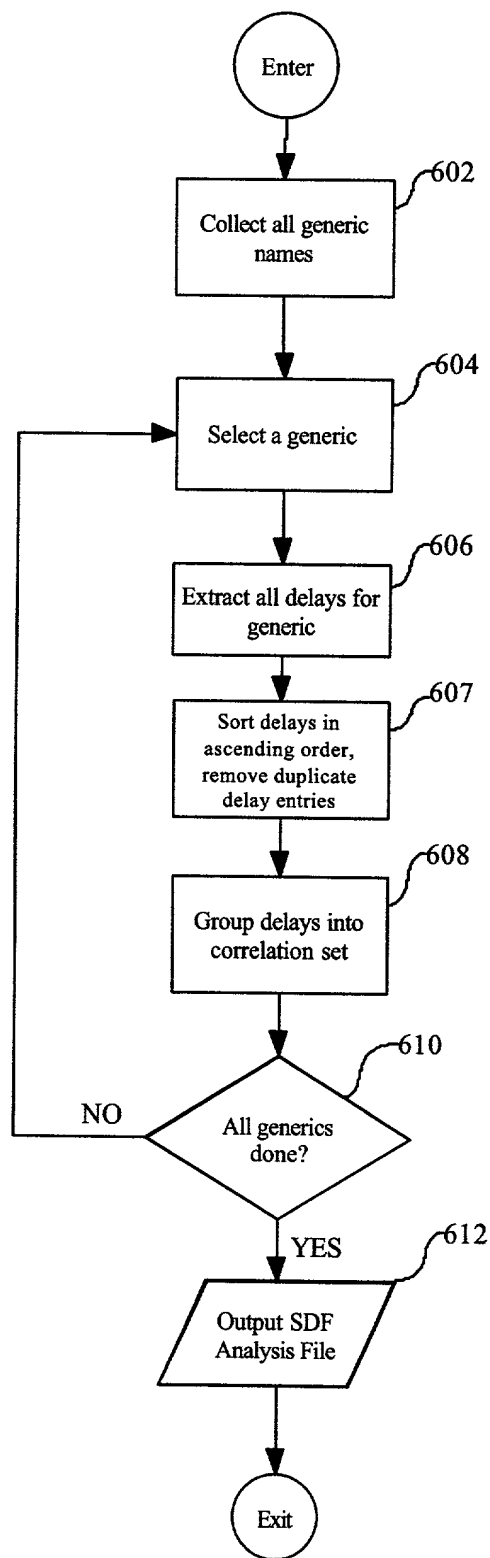 Enter
602
Collect all generic
names
604
Select a generic
606
Extract all delays for
generic
607
Sort delays in
ascending order,
remove duplicate
delay entries
608
Group delays into
correlation set
610
NO
All generics
done?
YES
612
Output SDF
Analysis File
Exit